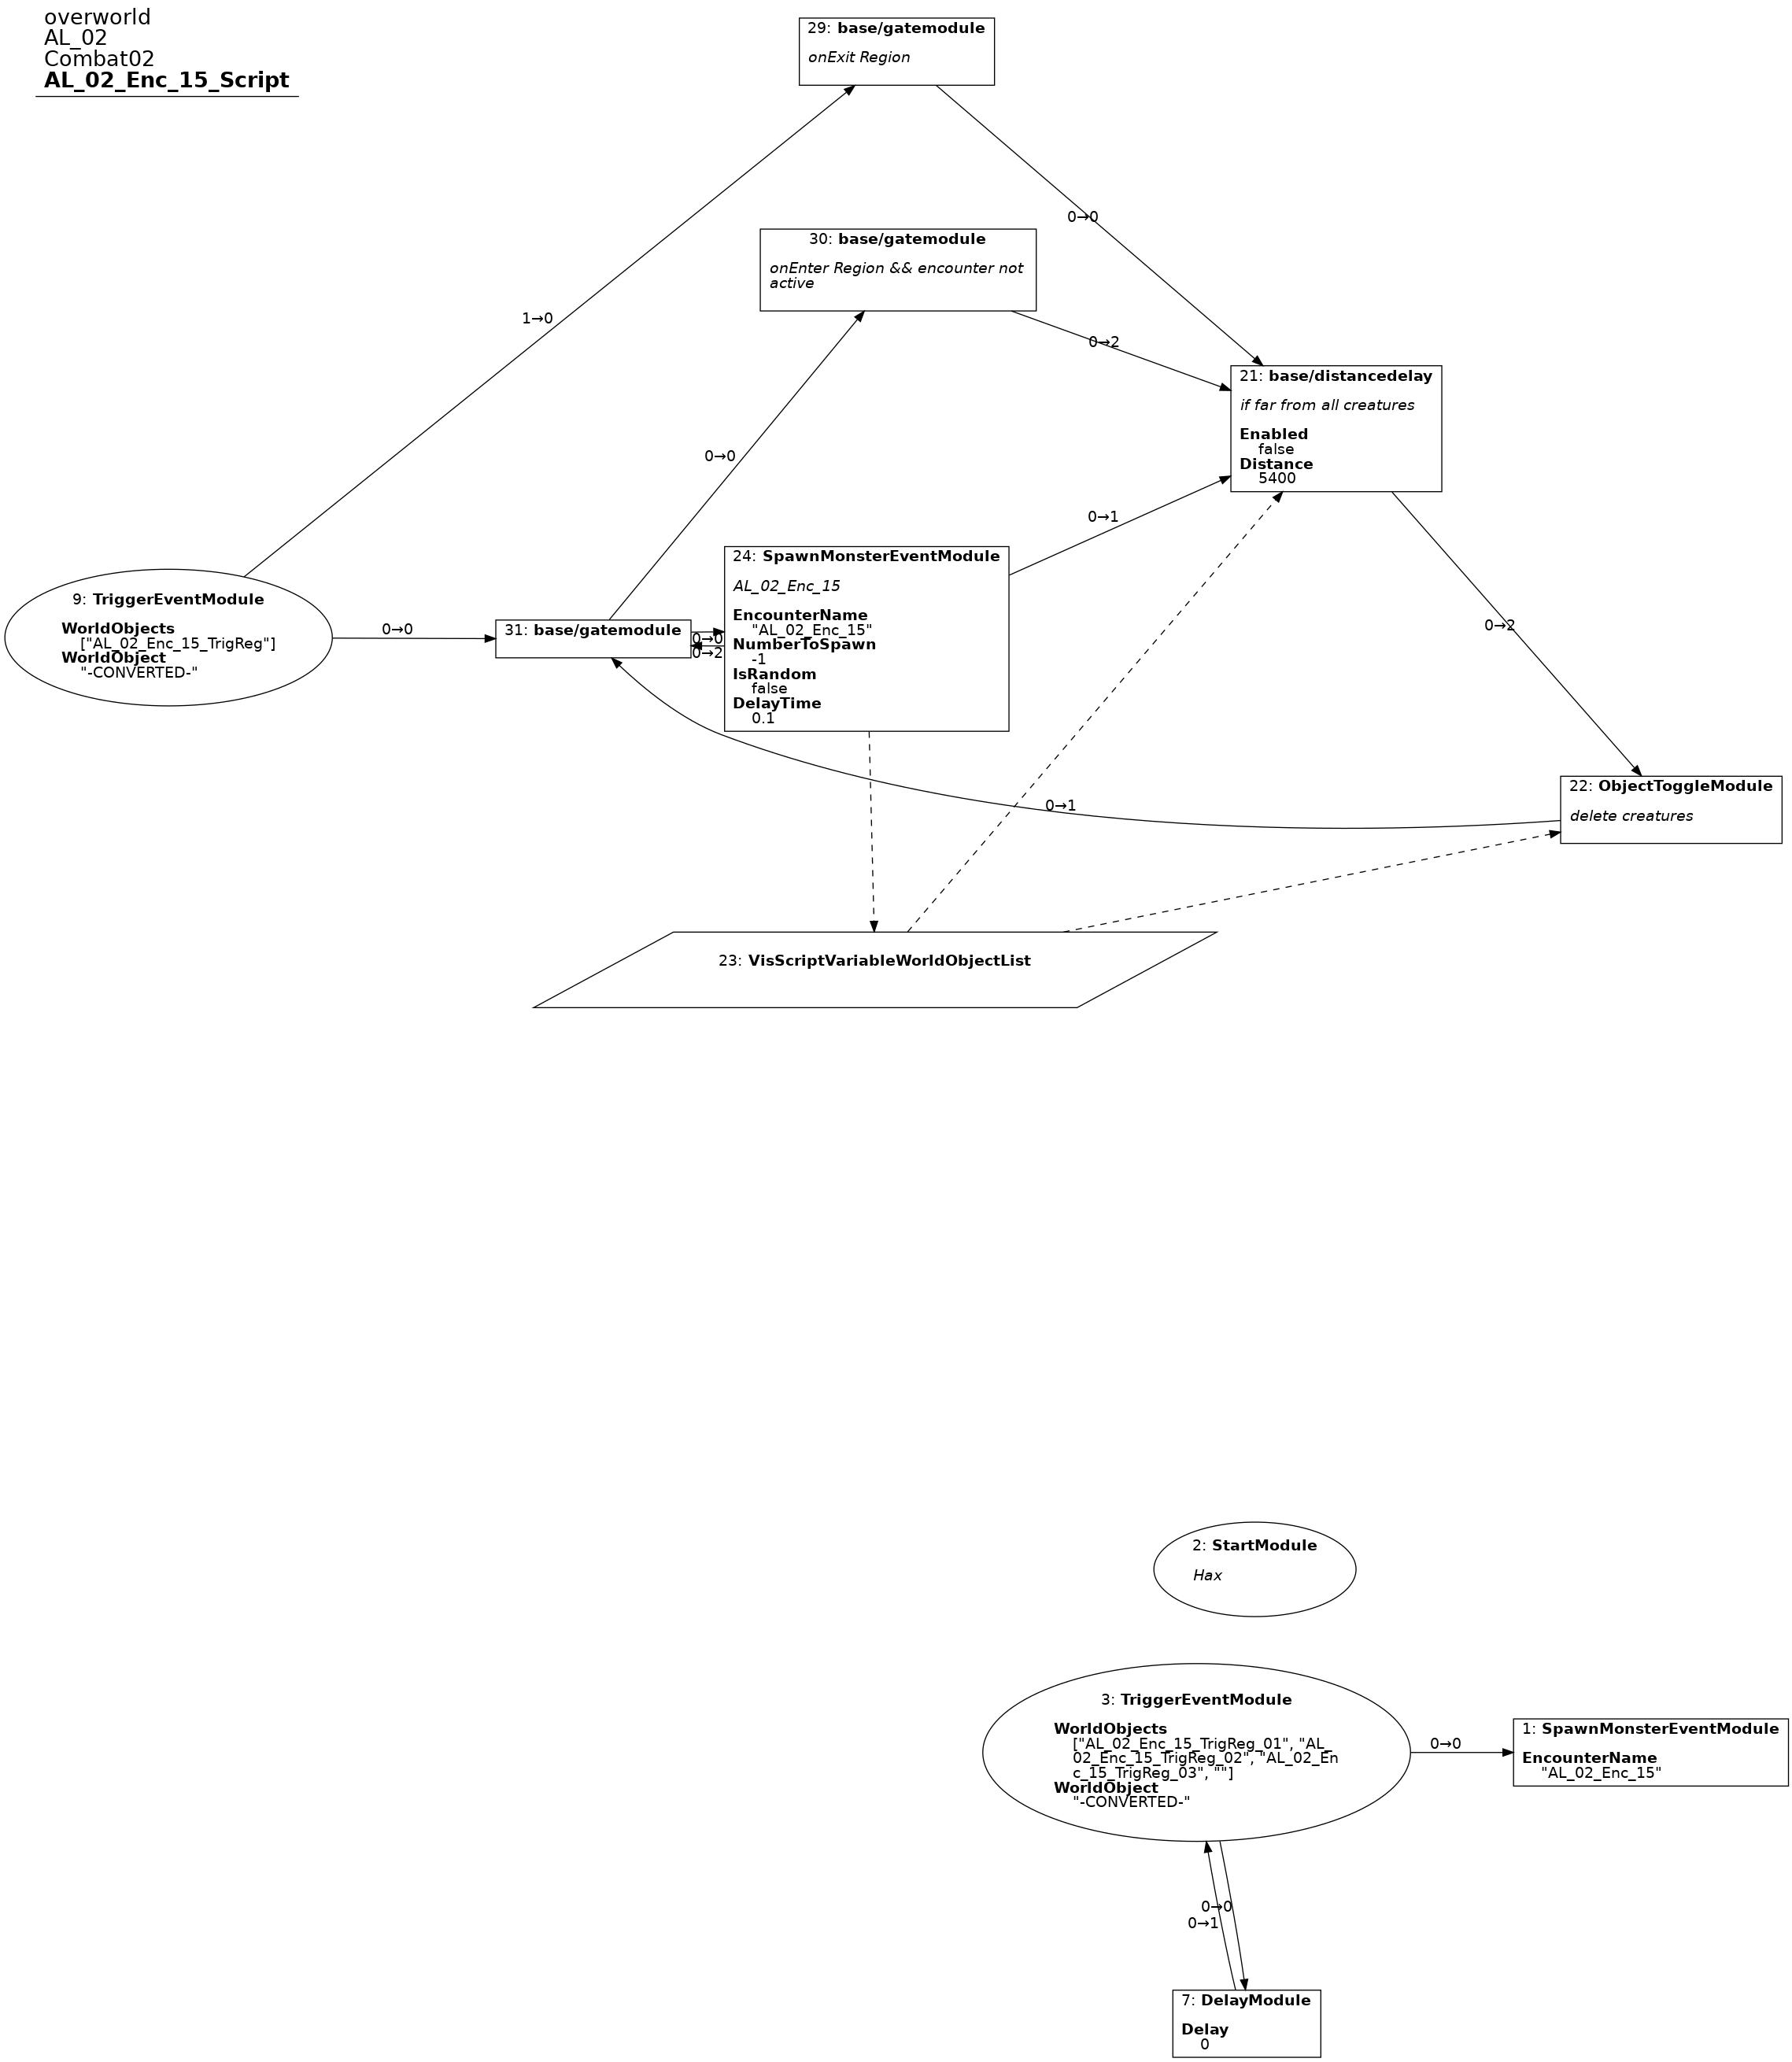 overworld
AL_02
Combat02
AL_02_Enc_15_Script
29: base/gatemodule
onExit Region
1→0
0→0
30: base/gatemodule
onEnter Region && encounter not
active
0→2
21: base/distancedelay
if far from all creatures
Enabled
false
Distance
5400
0→0
0→1
24: SpawnMonsterEventModule
AL_02_Enc_15
EncounterName
"AL_02_Enc_15"
NumberToSpawn
-1
IsRandom
false
DelayTime
0.1
9: TriggerEventModule
WorldObjects
["AL_02_Enc_15_TrigReg"]
WorldObject
"-CONVERTED-"
0→0
31: base/gatemodule
0→0
0→2
0→2
22: ObjectToggleModule
delete creatures
0→1
23: VisScriptVariableWorldObjectList
2: StartModule
Hax
3: TriggerEventModule
WorldObjects
["AL_02_Enc_15_TrigReg_01", "AL_
02_Enc_15_TrigReg_02", "AL_02_En
c_15_TrigReg_03", ""]
WorldObject
"-CONVERTED-"
0→0
1: SpawnMonsterEventModule
EncounterName
"AL_02_Enc_15"
0→0
0→1
7: DelayModule
Delay
0